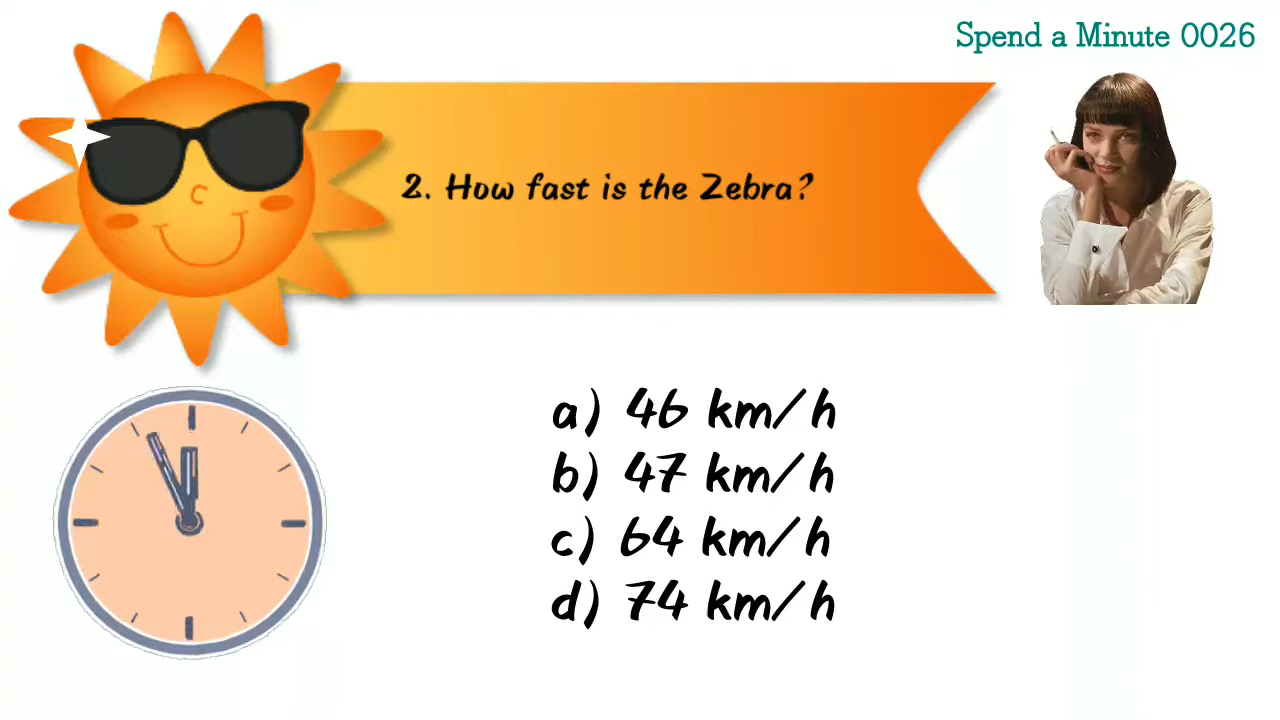 Spend a Minute 0026
2. How fast is the Zebra?
a) 46 km/h
b) 47 km/h
c) 64 km/h
d) 74 km/h